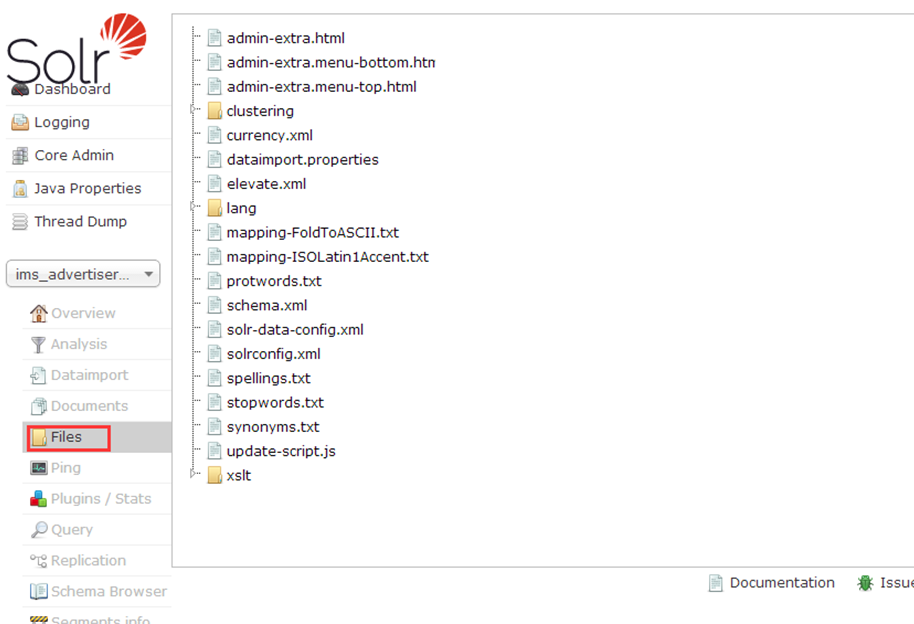 Solr
Dashboard
Logging
Core Admin
Java Properties
Thread Dump
ims_advertiser...
Overview
Analysis
Dataimport
Documents
Files
Ping
Plugins / Stats
Query
Replication
Schema Browser
Segments info
admin-extra.html
admin-extra.menu-bottom.htm
admin-extra.menu-top.html
clustering
currency.xml
dataimport.properties
elevate.xml
lang
mapping-FoldToASCII.txt
mapping-ISOLatin1Accent.txt
protwords.txt
schema.xml
solr-data-config.xml
solrconfig.xml
spellings.txt
stopwords.txt
synonyms.txt
update-script.js
xslt
Documentation
Issue